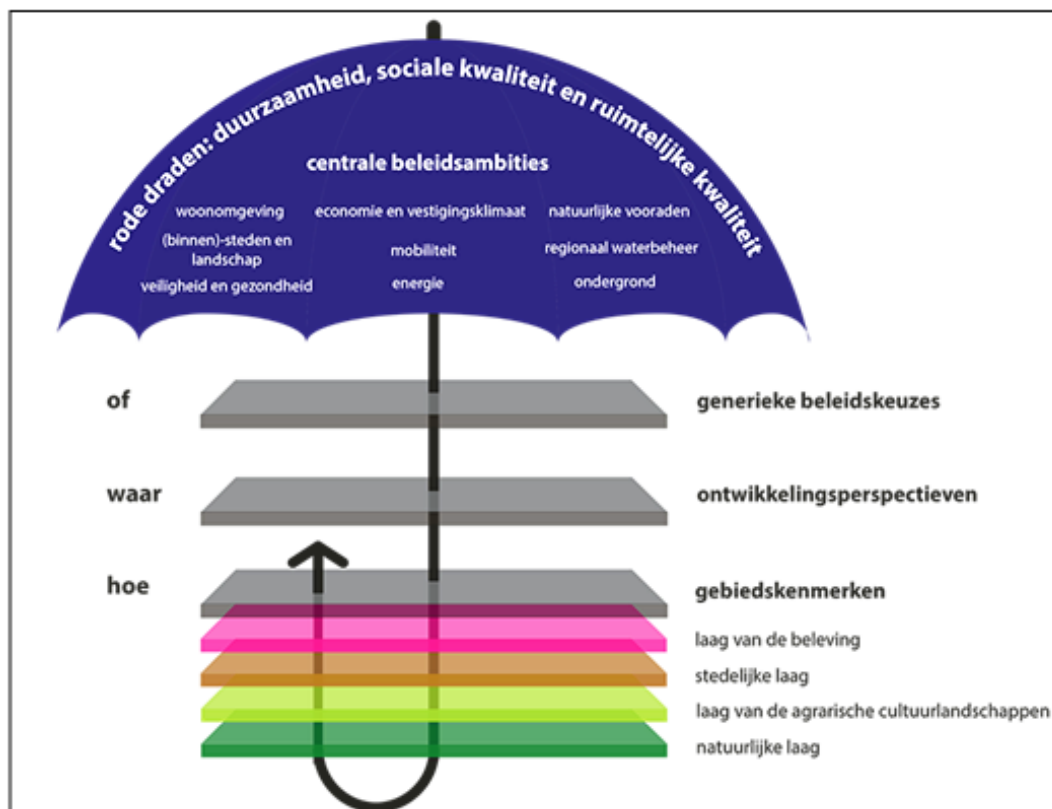 rode draden: duurzaamheid, sociale kwaliteit en ruimtelijke kwaliteit
centrale beleidsambities
woonomgeving
economie en vestigingsklimaat
natuurlijke vooraden
(binnen)-steden en
landschap
mobiliteit
regionaal waterbeheer
veiligheid en gezondheid
energie
ondergrond
of
generieke beleidskeuzes
waar
ontwikkelingsperspectieven
hoe
gebiedskenmerken
laag van de beleving
stedelijke laag
laag van de agrarische cultuurlandschappen
natuurlijke laag